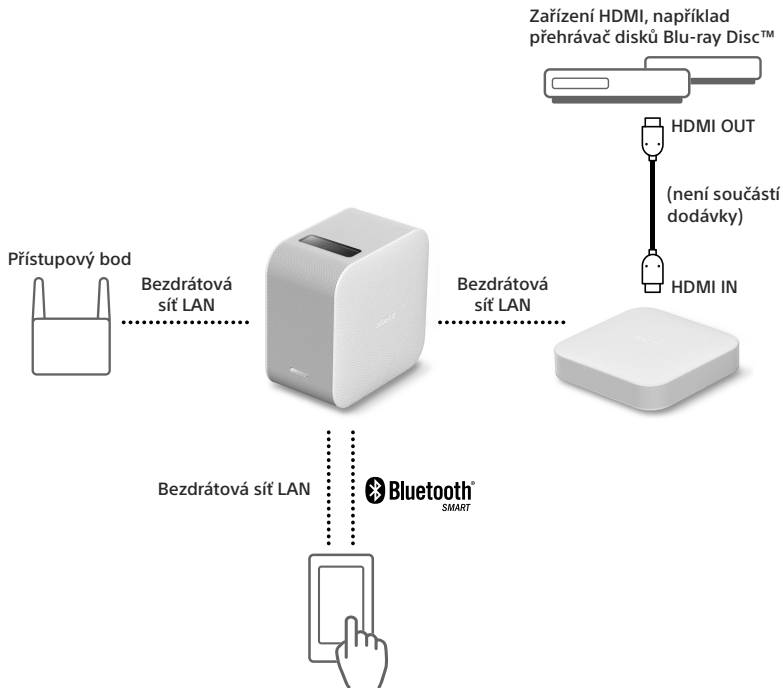 Zařízení HDMI, například
přehrávač disků Blu-ray Disc™
HDMI OUT
(není součástí
dodávky)
HDMI IN
Přístupový bod
Bezdrátová
síť LAN
Bezdrátová
síť LAN
Bezdrátová síť LAN
Bluetooth®
SMART